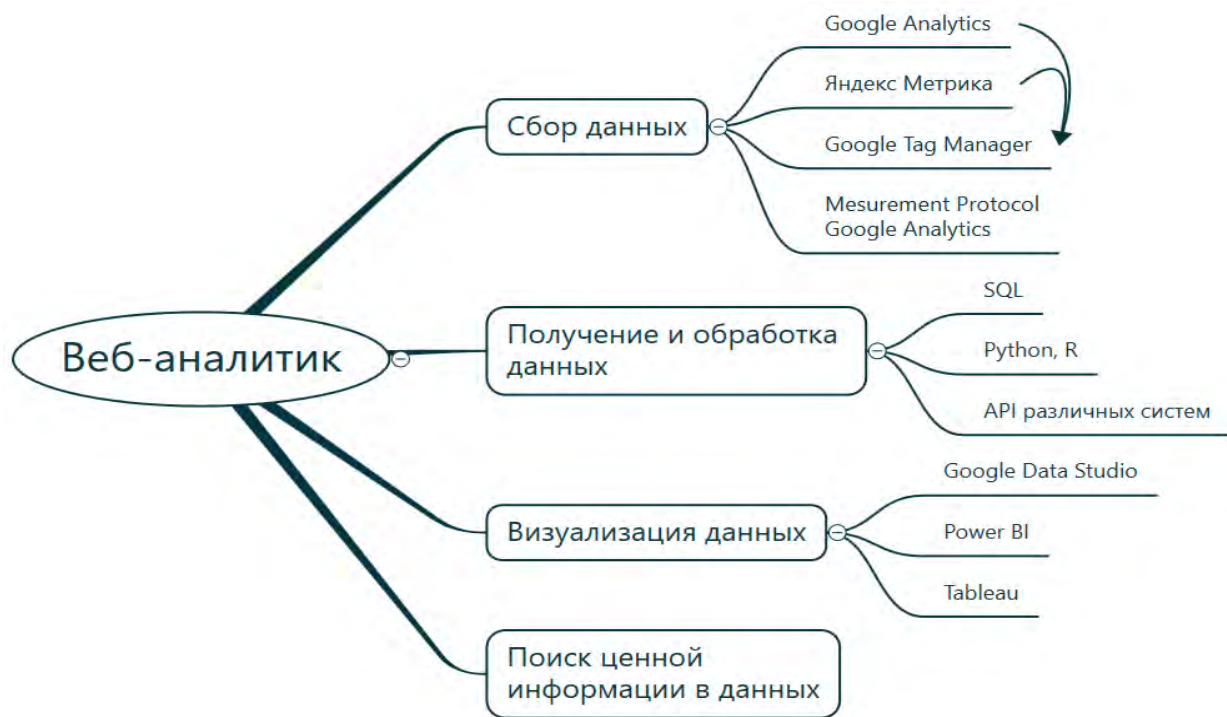 Веб-аналитик
Сбор данных
Google Analytics
Яндекс Метрика
Google Tag Manager
Mesurement Protocol
Google Analytics
Получение и обработка
данных
SQL
Python, R
API различных систем
Визуализация данных
Google Data Studio
Power BI
Tableau
Поиск ценной
информации в данных